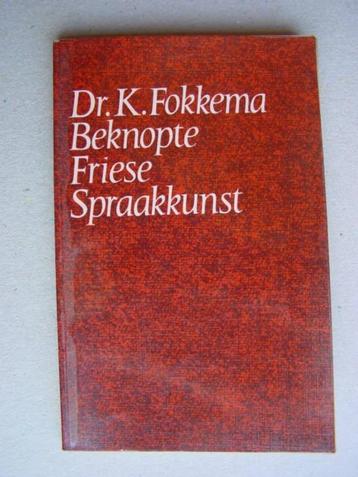 Dr. K. Fokkema
Beknopte
Friese
Spraakkunst